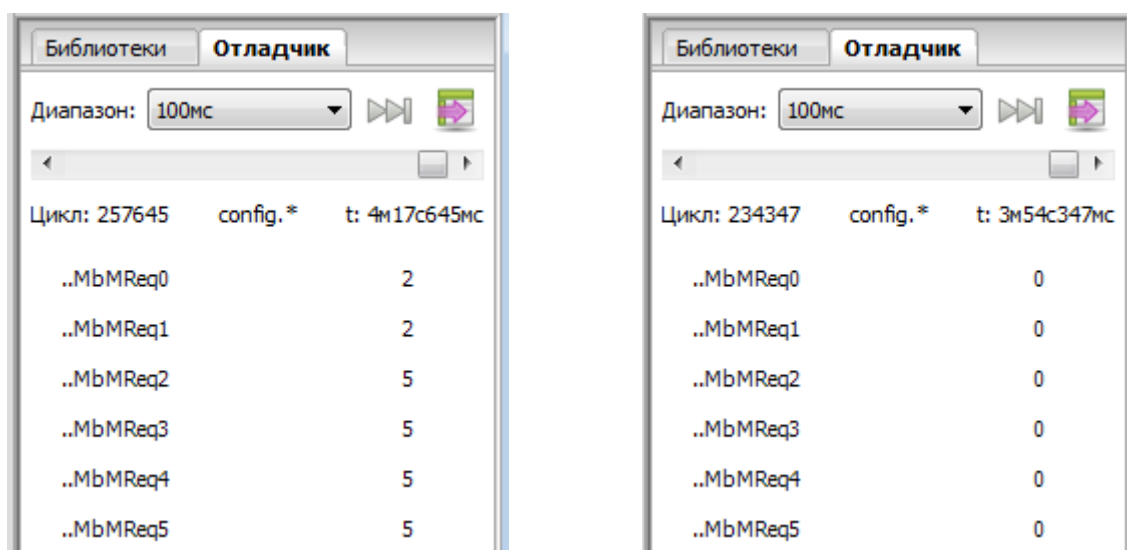 Библиотеки Отладчик
Диапазон: 100мс
Цикл: 257645 config.* t: 4м17с645мс
..MbMReq0 2
..MbMReq1 2
..MbMReq2 5
..MbMReq3 5
..MbMReq4 5
..MbMReq5 5
Библиотеки Отладчик
Диапазон: 100мс
Цикл: 234347 config.* t: 3м54с347мс
..MbMReq0 0
..MbMReq1 0
..MbMReq2 0
..MbMReq3 0
..MbMReq4 0
..MbMReq5 0